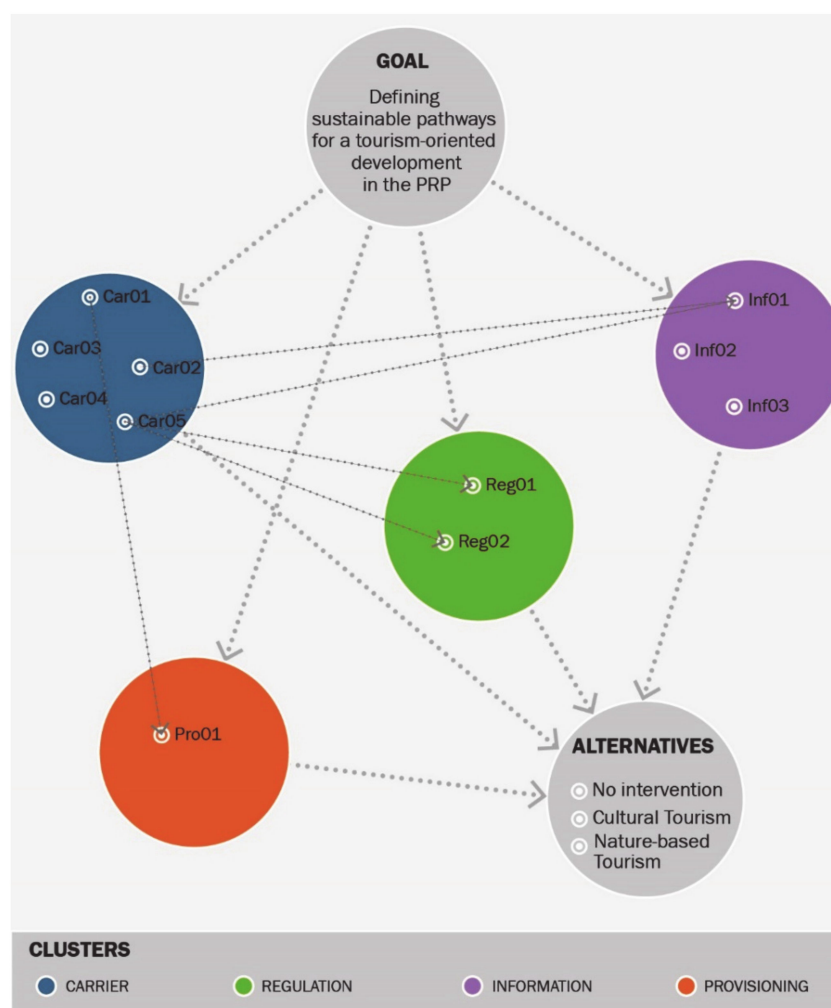 GOAL
Defining
sustainable pathways
for a tourism-oriented
development
in the PRP
Car01
Car03
Car02
Car04
Car05
Inf01
Inf02
Inf03
Reg01
Reg02
Pro01
ALTERNATIVES
No intervention
Cultural Tourism
Nature-based
Tourism
CLUSTERS
CARRIER
REGULATION
INFORMATION
PROVISIONING